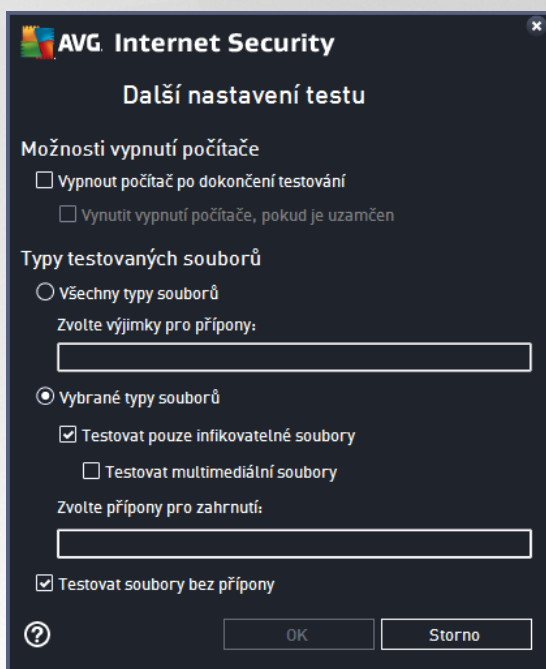 AVG. Internet Security
Další nastavení testu
Možnosti vypnutí počítače
Vypnout počítač po dokončení testování
Vynutit vypnutí počítače, pokud je uzamčen
Typy testovaných souborů
Všechny typy souborů
Zvolte výjimky pro přípony:
Vybrané typy souborů
Testovat pouze infikovatelné soubory
Testovat multimediální soubory
Zvolte přípony pro zahrnutí:
Testovat soubory bez přípony
OK
Storno